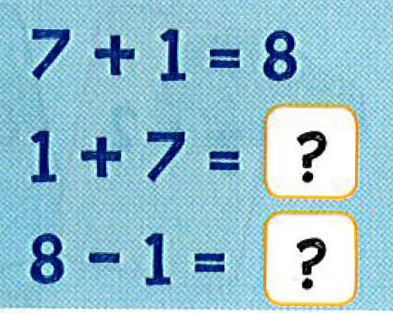 7 + 1 = 8
1 + 7 = ?
8 - 1 = ?